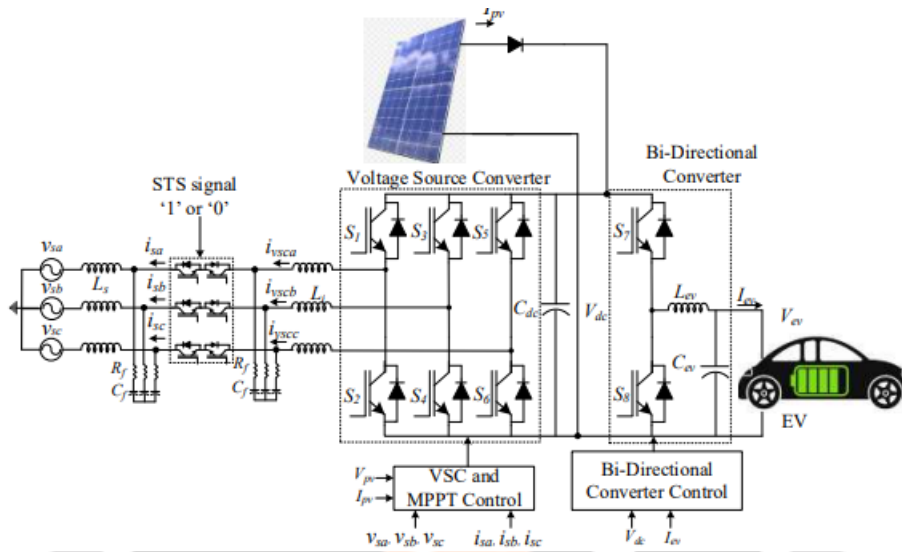 I_pv
Bi-Directional
Converter
Voltage Source Converter
STS signal
'1' or '0'
S_1
S_3
S_5
S_7
v_sa
i_sa
i_vsca
L_s
v_sb
i_sb
i_vscb
L_i
v_sc
i_sc
i_vscc
C_dc
V_dc
L_ev
I_ev
V_ev
C_ev
R_f
C_f
R_f
C_f
S_2
S_4
S_6
S_8
EV
V_pv
I_pv
VSC and
MPPT Control
Bi-Directional
Converter Control
v_sa, v_sb, v_sc
i_sa, i_sb, i_sc
V_dc
I_ev